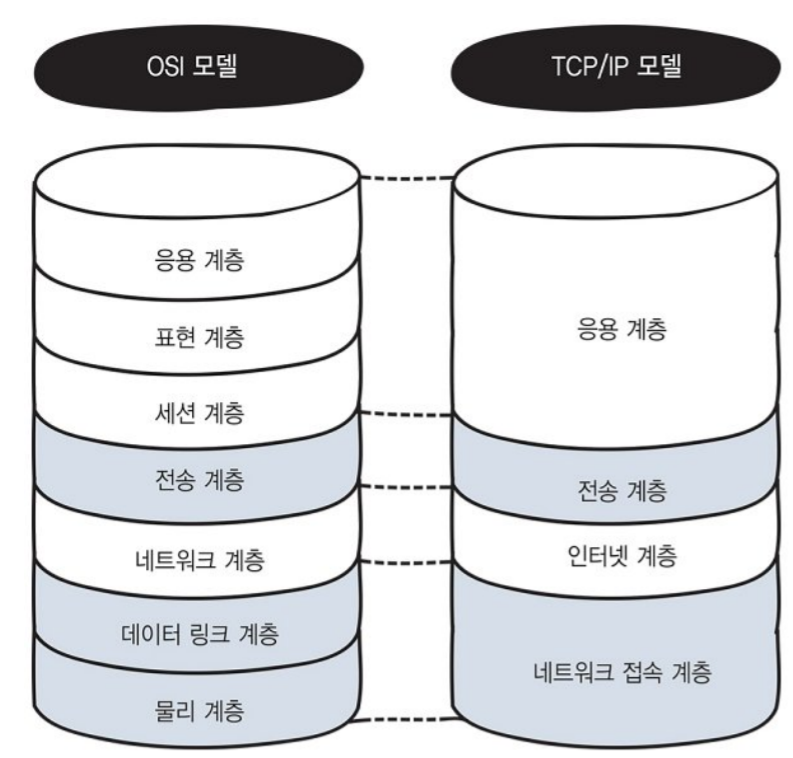 OSI 모델
TCP/IP 모델
응용 계층
표현 계층
세션 계층
전송 계층
네트워크 계층
데이터 링크 계층
물리 계층
응용 계층
전송 계층
인터넷 계층
네트워크 접속 계층